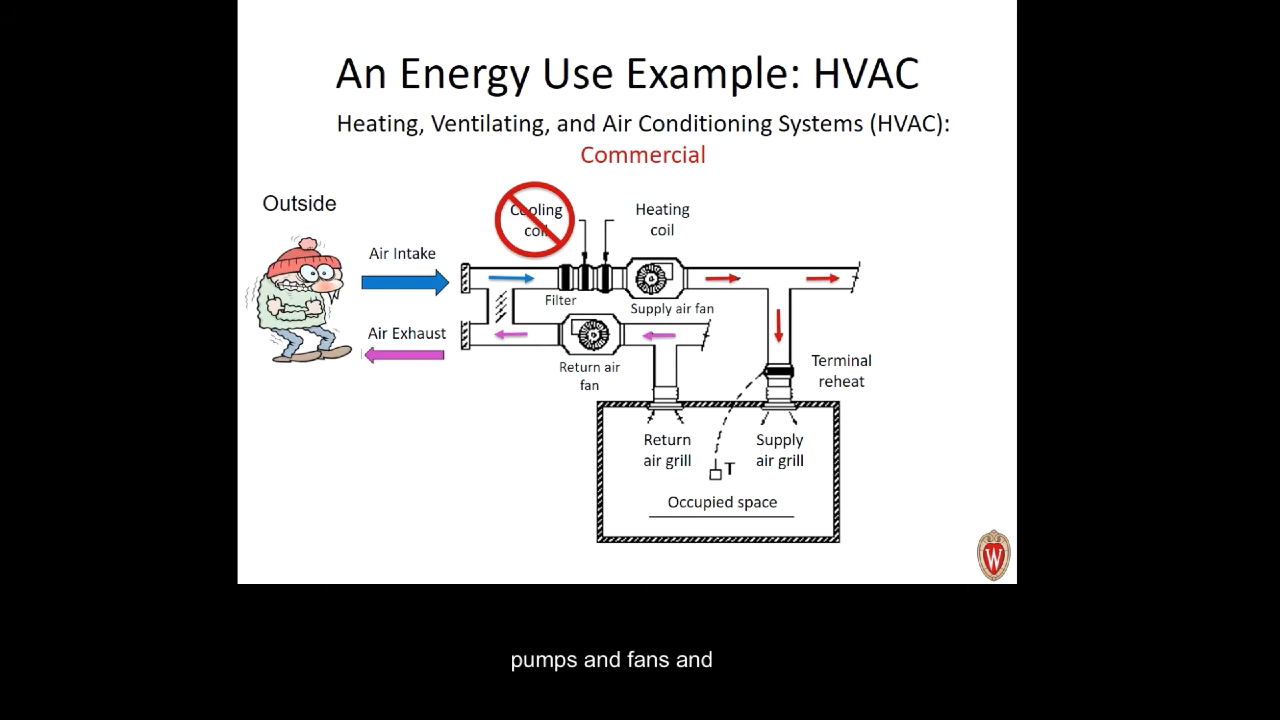 An Energy Use Example: HVAC
Heating, Ventilating, and Air Conditioning Systems (HVAC):
Commercial
Outside
Cooling
coil
Heating
coil
Air Intake
Filter
Supply air fan
Air Exhaust
Return air
fan
Terminal
reheat
Return
air grill
Supply
air grill
T
Occupied space
W
pumps and fans and